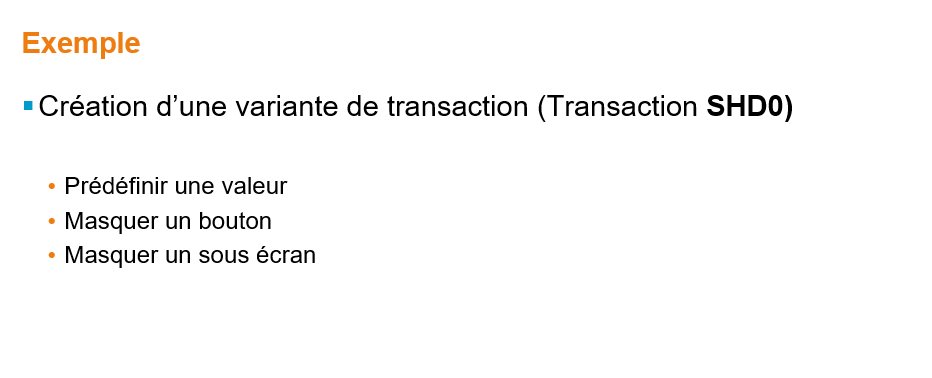 Exemple
Création d’une variante de transaction (Transaction SHD0)
Prédéfinir une valeur
Masquer un bouton
Masquer un sous écran